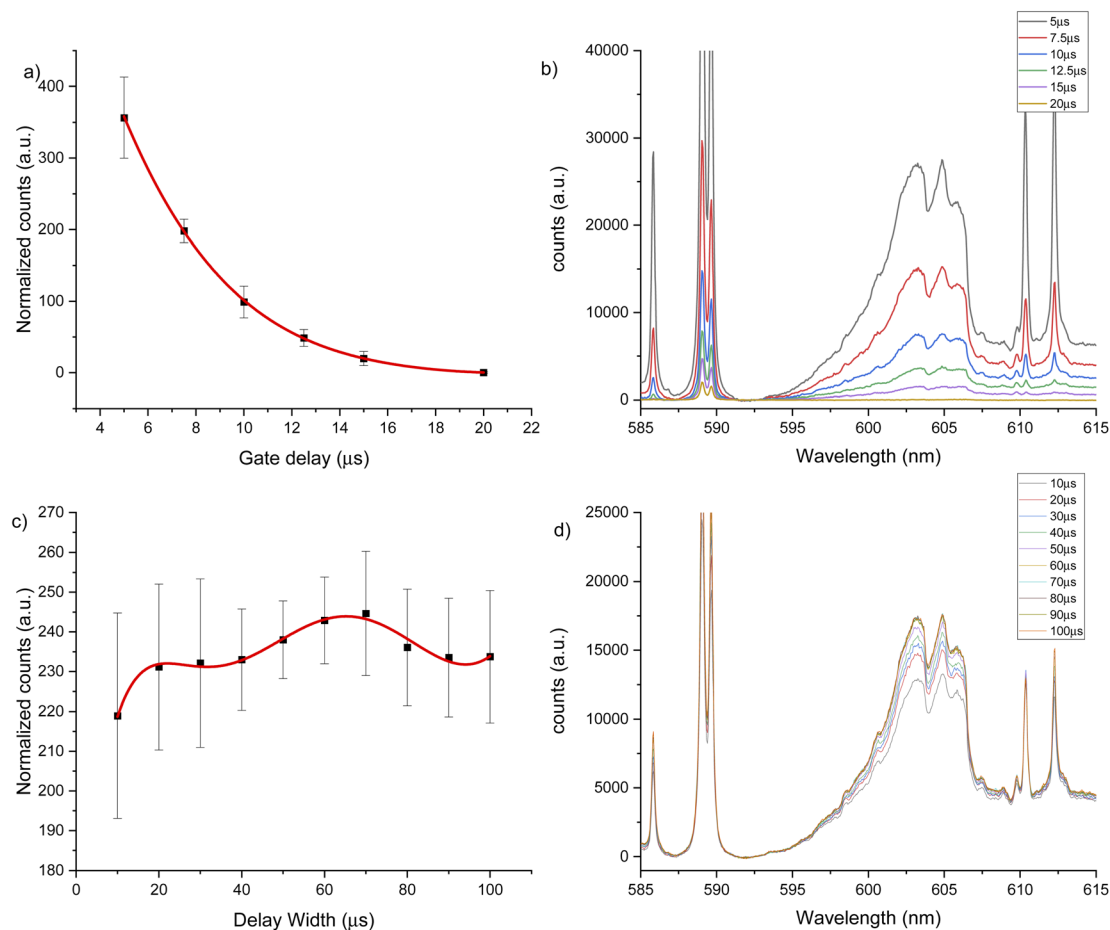 a)
Normalized counts (a.u.)
400
300
200
100
0
4 6 8 10 12 14 16 18 20 22
Gate delay (μs)
b)
5μs
7.5μs
10μs
12.5μs
15μs
20μs
counts (a.u.)
40000
30000
20000
10000
0
585 590 595 600 605 610 615
Wavelength (nm)
c)
Normalized counts (a.u.)
270
260
250
240
230
220
210
200
190
180
0 20 40 60 80 100
Delay Width (μs)
d)
10μs
20μs
30μs
40μs
50μs
60μs
70μs
80μs
90μs
100μs
counts (a.u.)
25000
20000
15000
10000
5000
0
585 590 595 600 605 610 615
Wavelength (nm)